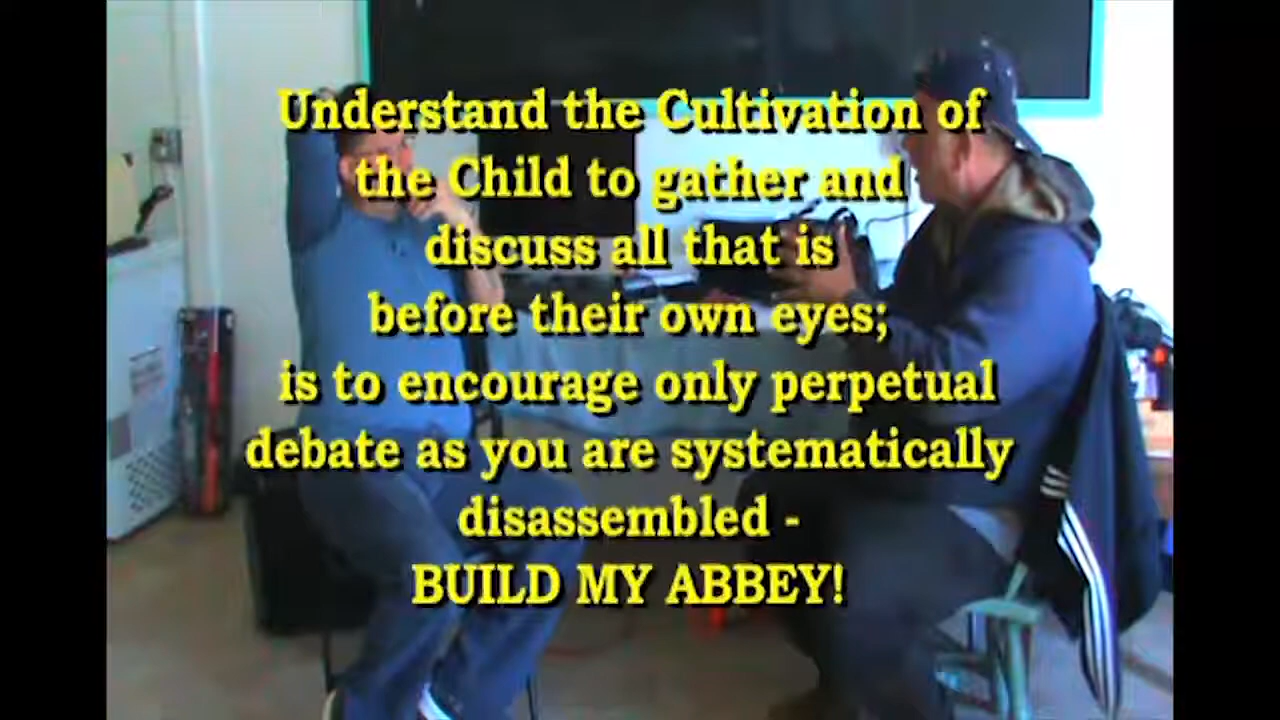 Understand the Cultivation of
the Child to gather and
discuss all that is
before their own eyes;
is to encourage only perpetual
debate as you are systematically
disassembled -
BUILD MY ABBEY!